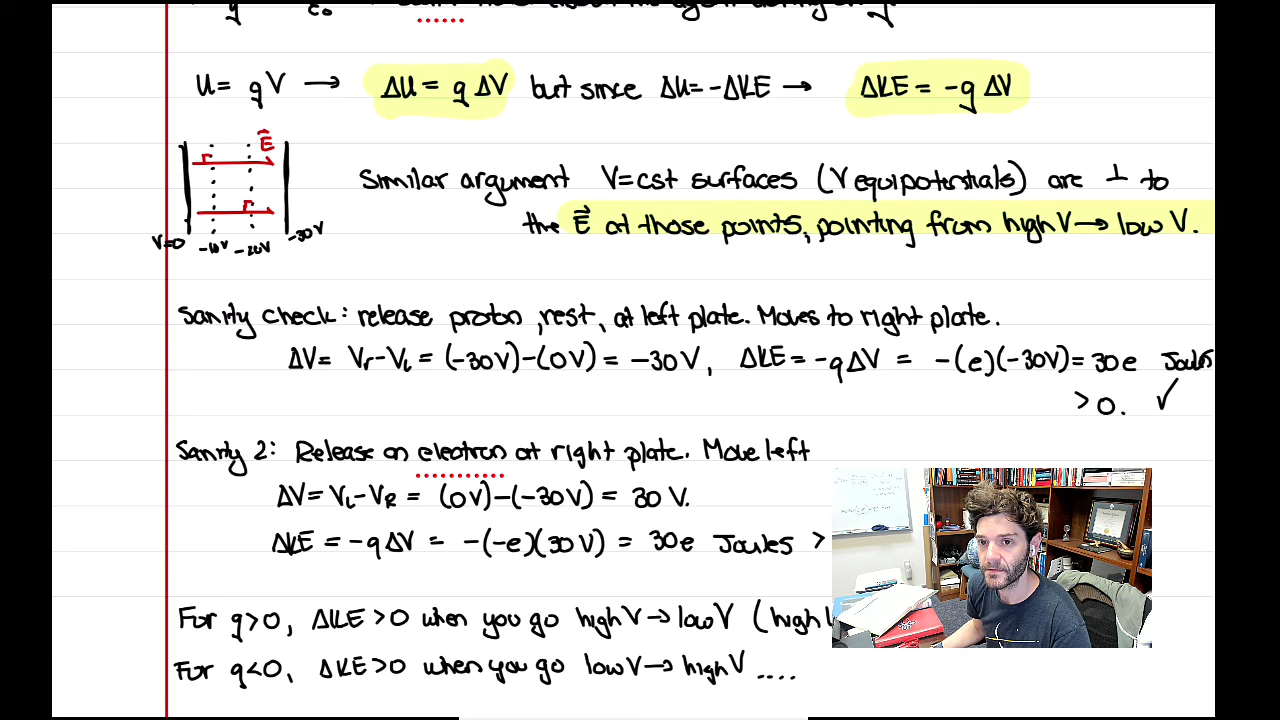 U = qV → ΔU = q ΔV but since ΔU = -ΔKE → ΔKE = -q ΔV
E
Similar argument V=cst surfaces (V equipotentials) are ⊥ to
the E⃗ at those points, pointing from high V → low V.
V=0 -10V -20V -30V
Sanity check: release proton, rest, at left plate. Moves to right plate.
ΔV = Vr - VL = (-30V)-(0V) = -30V, ΔKE = -qΔV = -(e)(-30V) = 30e Joules
> 0. ✓
Sanity 2: Release an electron at right plate. Move left
ΔV = VL - VR = (0V)-(-30V) = 30 V.
ΔKE = -qΔV = -(-e)(30V) = 30e Joules >
For q>0, ΔKE>0 when you go high V → low V (high
For q<0, ΔKE>0 when you go low V → high V ....